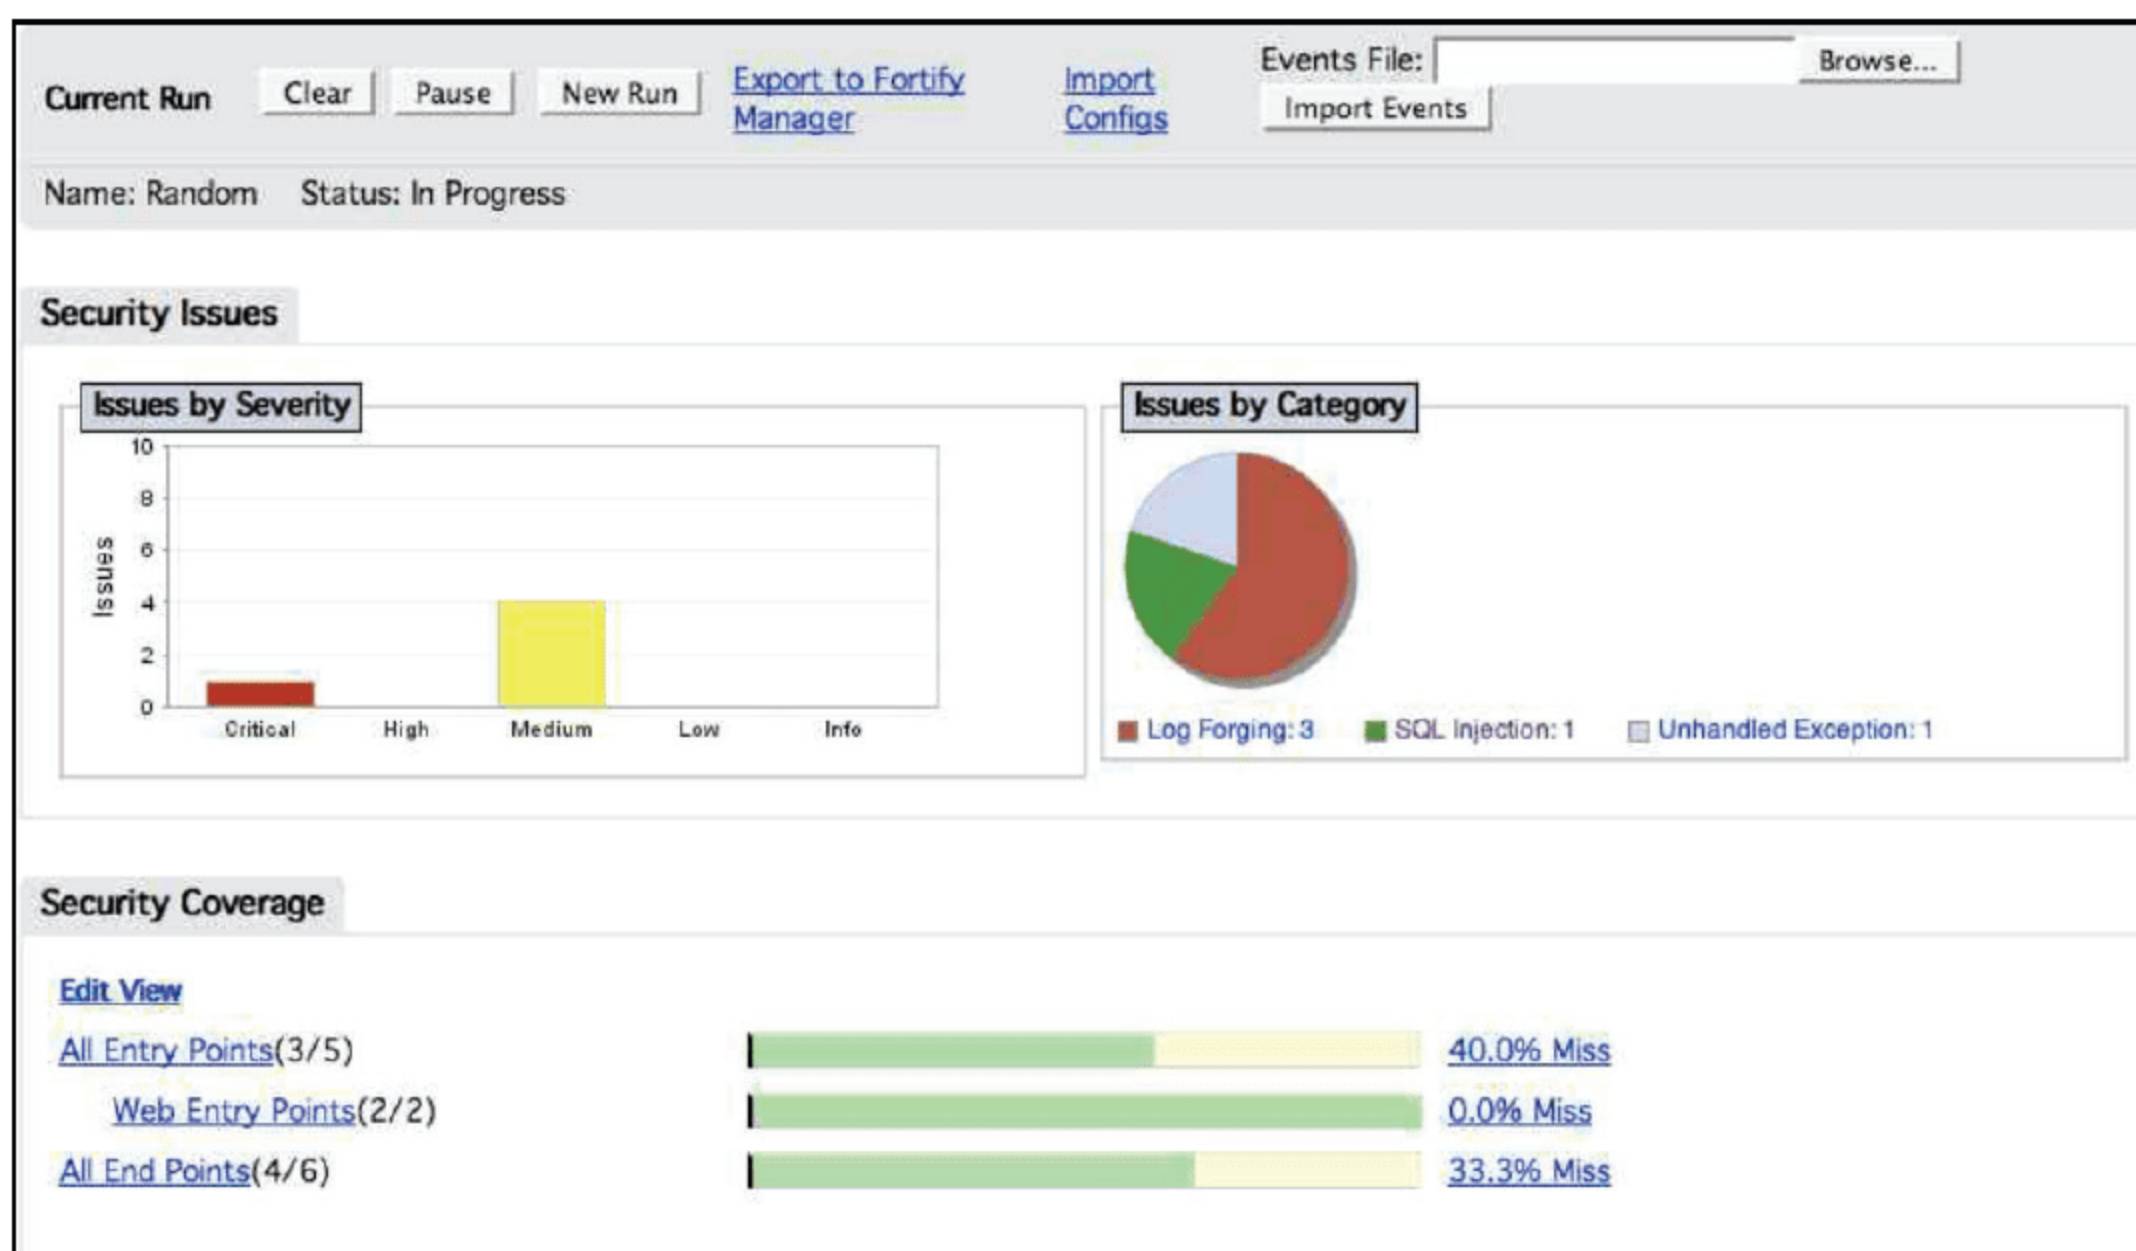 Current Run Clear Pause New Run Export to Fortify Manager Import Configs Events File: Browse...
Import Events
Name: Random Status: In Progress
Security Issues
Issues by Severity
10
8
6
4
2
0
Issues
Critical High Medium Low Info
Issues by Category
Log Forging: 3 SQL Injection: 1 Unhandled Exception: 1
Security Coverage
Edit View
All Entry Points(3/5) 40.0% Miss
Web Entry Points(2/2) 0.0% Miss
All End Points(4/6) 33.3% Miss